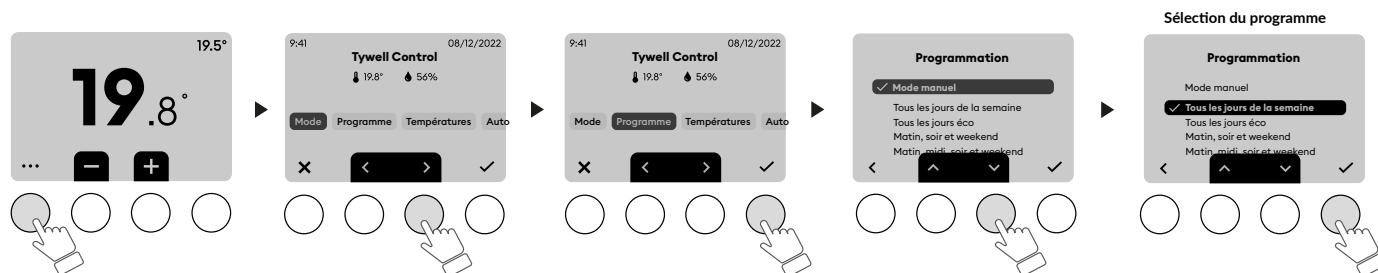 Sélection du programme
19.5°
19.8°
9:41 08/12/2022
Tywell Control
19.8° 56%
Mode Programme Températures Auto
9:41 08/12/2022
Tywell Control
19.8° 56%
Mode Programme Températures Auto
Programmation
Mode manuel
Tous les jours de la semaine
Tous les jours éco
Matin, soir et weekend
Matin, midi, soir et weekend
Programmation
Mode manuel
Tous les jours de la semaine
Tous les jours éco
Matin, soir et weekend
Matin, midi, soir et weekend